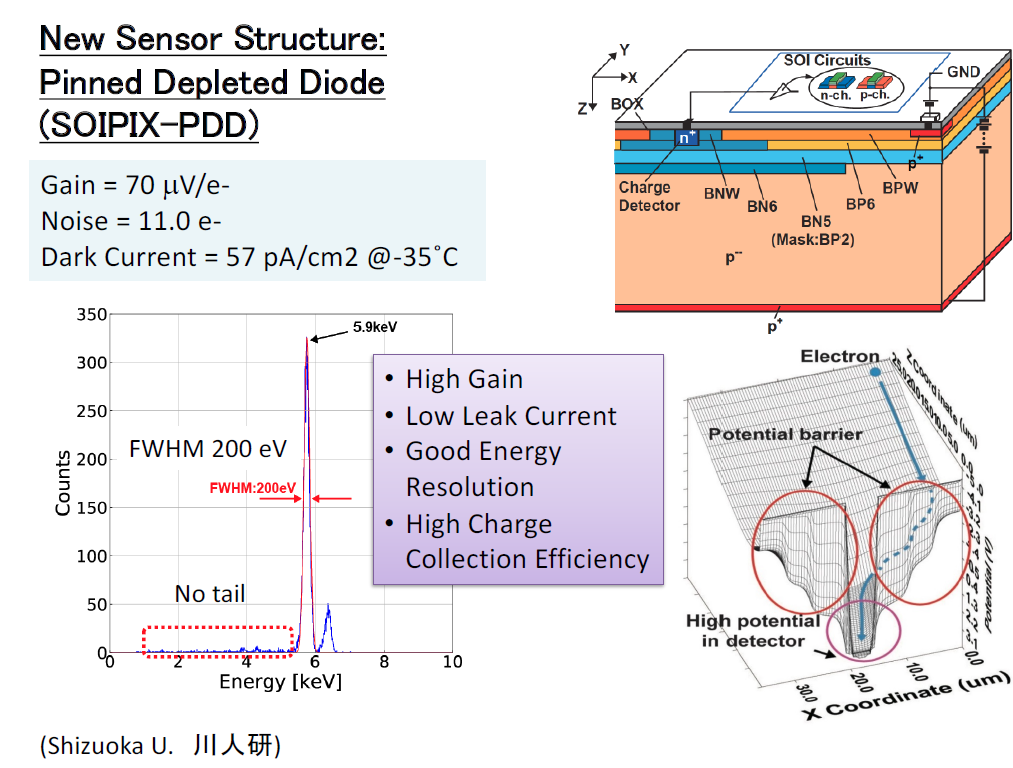 New Sensor Structure:
Pinned Depleted Diode
(SOIPIX-PDD)
Gain = 70 μV/e-
Noise = 11.0 e-
Dark Current = 57 pA/cm2 @-35˚C
Y
X
Z
BOX
SOI Circuits
n-ch. p-ch.
GND
n+
p+
Charge
Detector
BNW
BN6
BN5
(Mask:BP2)
BP6
BPW
p--
p+
350
300
250
200
150
100
50
0
Counts
5.9keV
FWHM 200 eV
FWHM:200eV
No tail
0 2 4 6 8 10
Energy [keV]
• High Gain
• Low Leak Current
• Good Energy
Resolution
• High Charge
Collection Efficiency
Electron
Potential barrier
High potential
in detector
Z Coordinate (um)
30.0
20.0
10.0
X Coordinate (um)
(Shizuoka U. 川人研)